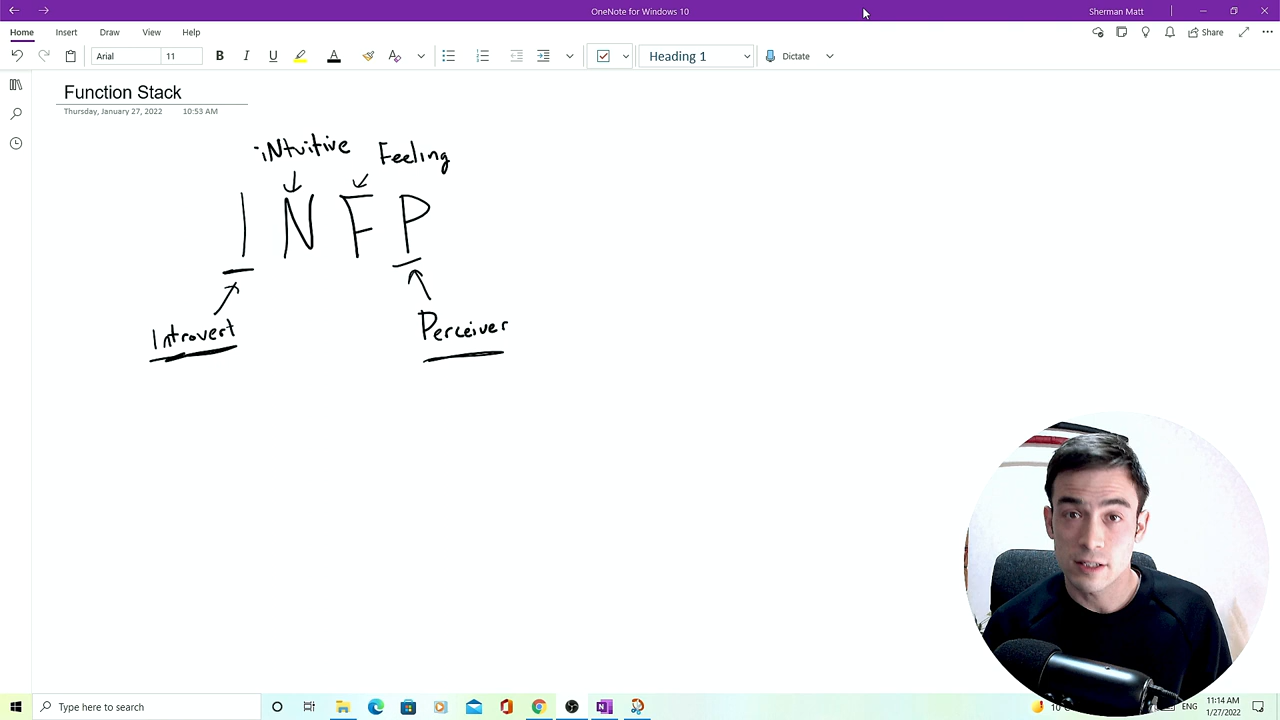 OneNote for Windows 10
Sherman Matt
Home Insert Draw View Help
Share
Arial 11 B I U A Heading 1 Dictate
Function Stack
Thursday, January 27, 2022 10:53 AM
iNtuitive Feeling
I N F P
Introvert Perceiver
Type here to search
ENG
11:14 AM
1/27/2022